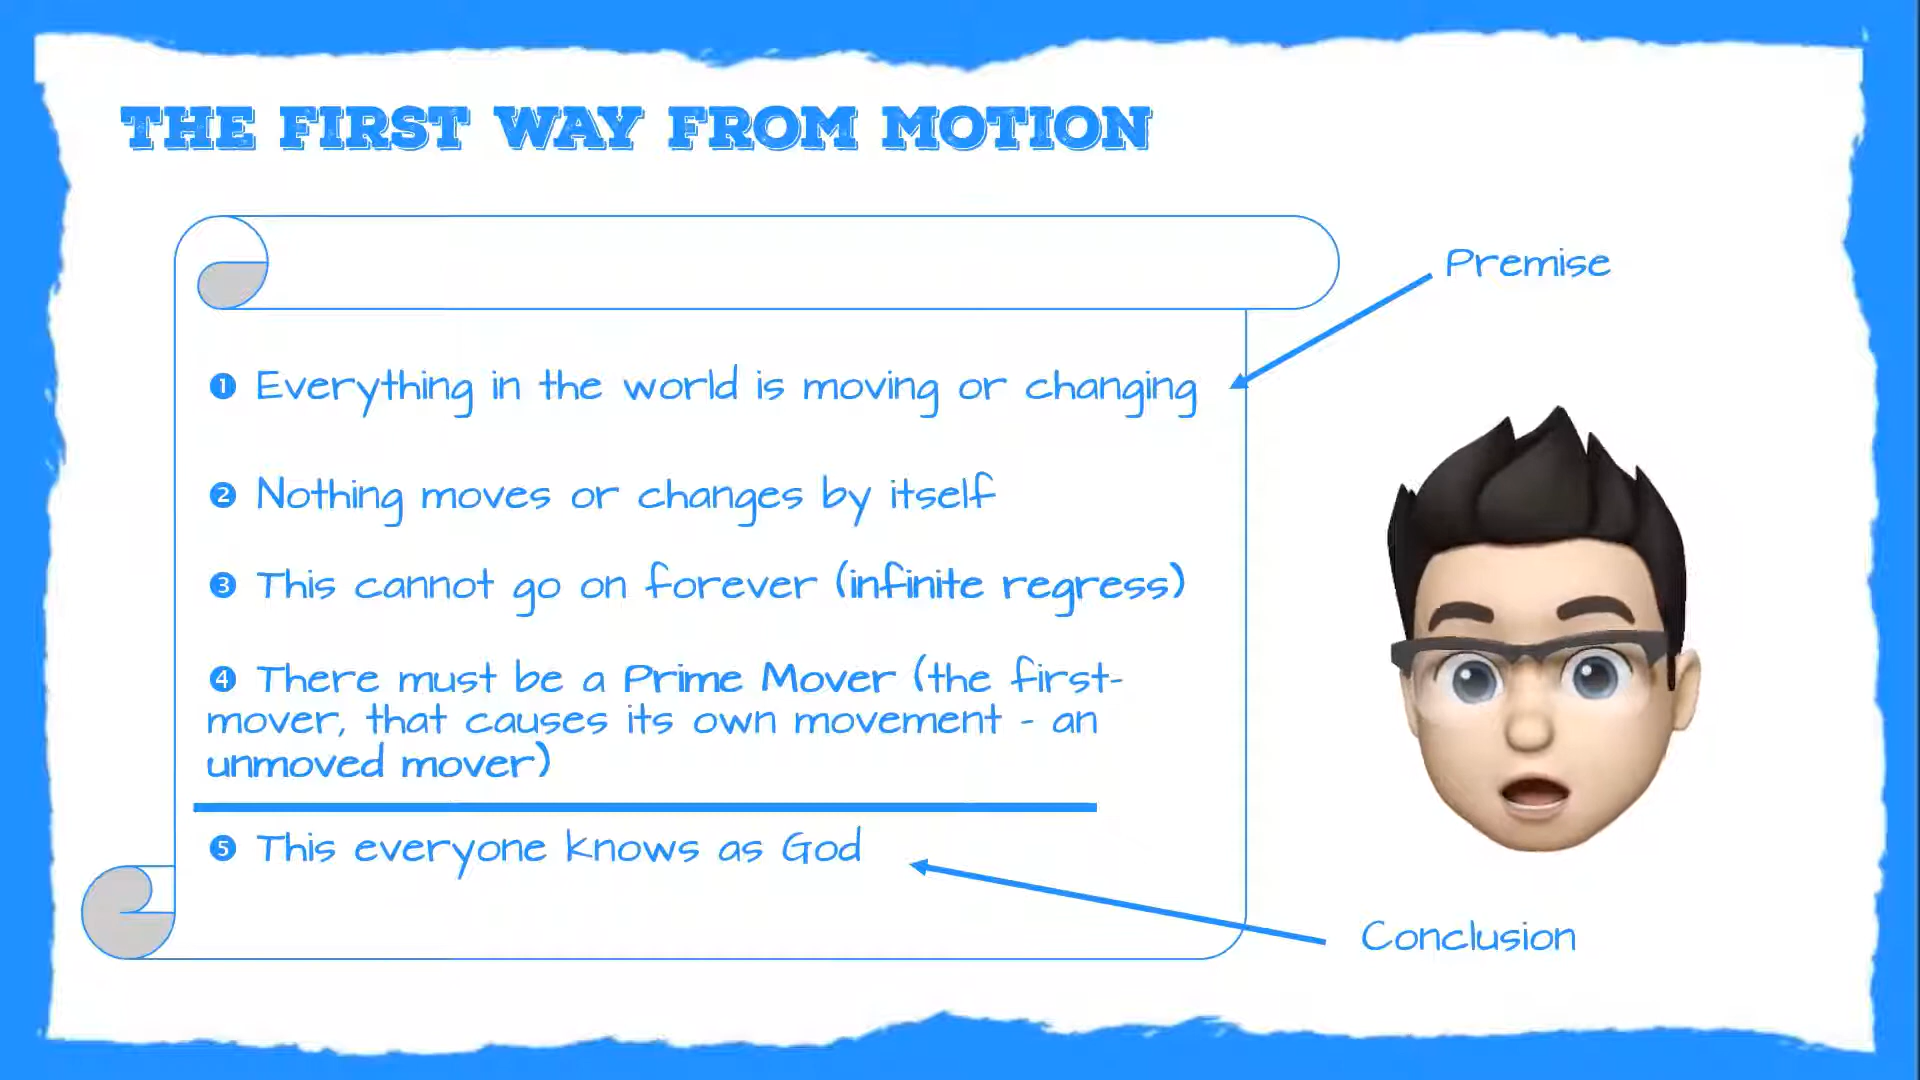 THE FIRST WAY FROM MOTION
Premise
❶ Everything in the world is moving or changing
❷ Nothing moves or changes by itself
❸ This cannot go on forever (infinite regress)
❹ There must be a Prime Mover (the first-
mover, that causes its own movement - an
unmoved mover)
❺ This everyone knows as God
Conclusion